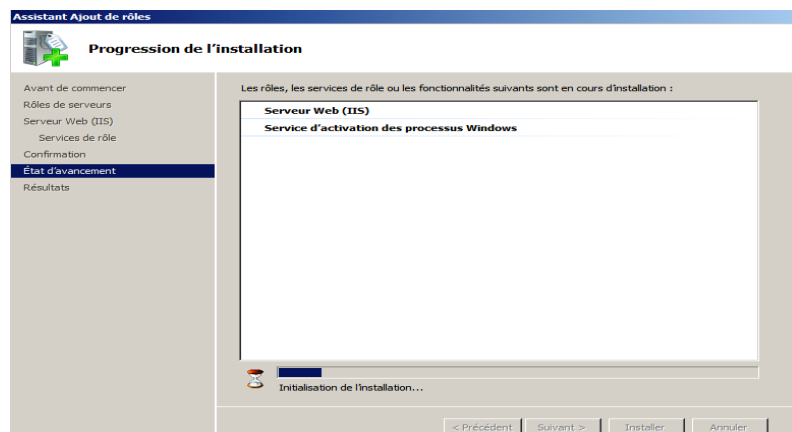 Assistant Ajout de rôles
Progression de l'installation
Avant de commencer
Rôles de serveurs
Serveur Web (IIS)
Services de rôle
Confirmation
État d'avancement
Résultats
Les rôles, les services de rôle ou les fonctionnalités suivants sont en cours d'installation :
Serveur Web (IIS)
Service d'activation des processus Windows
Initialisation de l'installation...
< Précédent Suivant > Installer Annuler